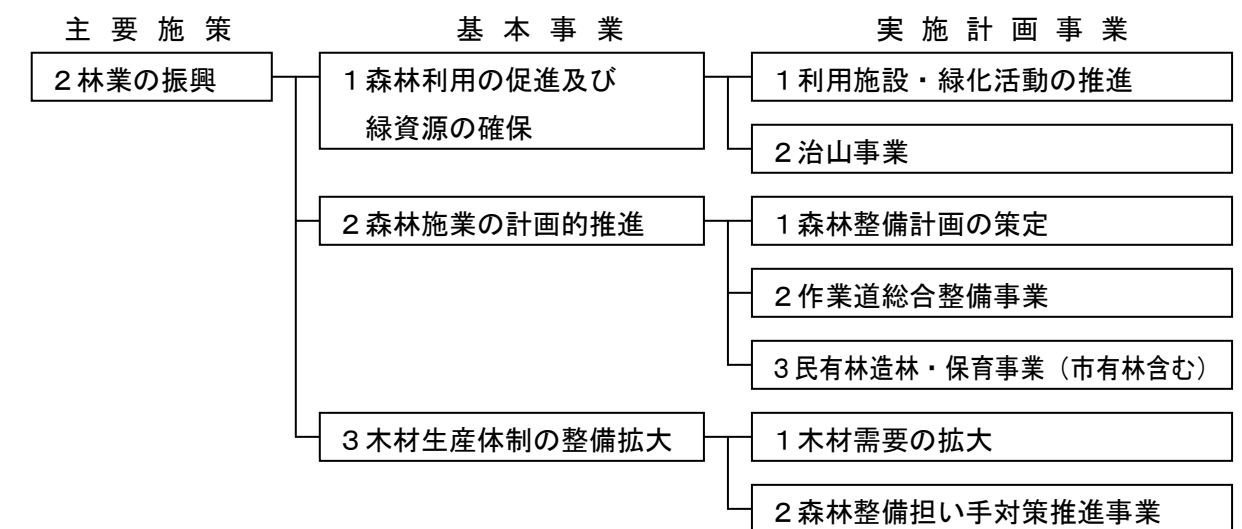 主要施策　基本事業　実施計画事業
２林業の振興
１森林利用の促進及び
緑資源の確保
１利用施設・緑化活動の推進
２治山事業
２森林施業の計画的推進
１森林整備計画の策定
２作業道総合整備事業
３民有林造林・保育事業（市有林含む）
３木材生産体制の整備拡大
１木材需要の拡大
２森林整備担い手対策推進事業